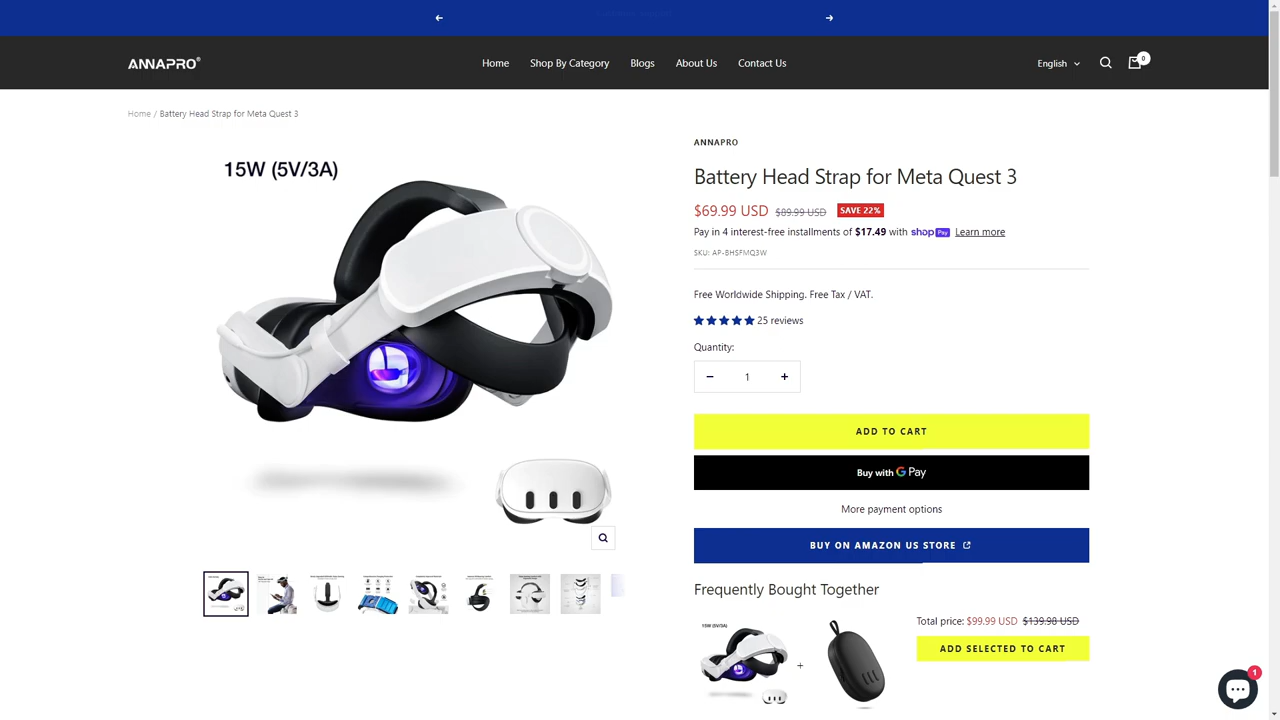 ANNAPRO®
Home
Shop By Category
Blogs
About Us
Contact Us
English
0
Home / Battery Head Strap for Meta Quest 3
15W (5V/3A)
ANNAPRO
Battery Head Strap for Meta Quest 3
$69.99 USD $89.99 USD SAVE 22%
Pay in 4 interest-free installments of $17.49 with shop Pay Learn more
SKU: AP-BHSFMQ3W
Free Worldwide Shipping. Free Tax / VAT.
25 reviews
Quantity:
1
ADD TO CART
Buy with G Pay
More payment options
BUY ON AMAZON US STORE
Frequently Bought Together
15W (5V/3A)
+
Total price: $99.99 USD $139.98 USD
ADD SELECTED TO CART
1